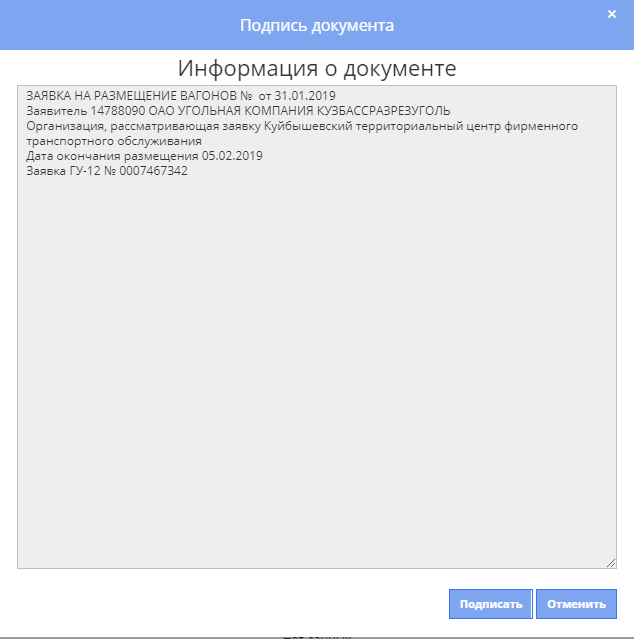 Подпись документа
×
Информация о документе
ЗАЯВКА НА РАЗМЕЩЕНИЕ ВАГОНОВ №  от 31.01.2019
Заявитель 14788090 ОАО УГОЛЬНАЯ КОМПАНИЯ КУЗБАССРАЗРЕЗУГОЛЬ
Организация, рассматривающая заявку Куйбышевский территориальный центр фирменного
транспортного обслуживания
Дата окончания размещения 05.02.2019
Заявка ГУ-12 № 0007467342
Подписать
Отменить